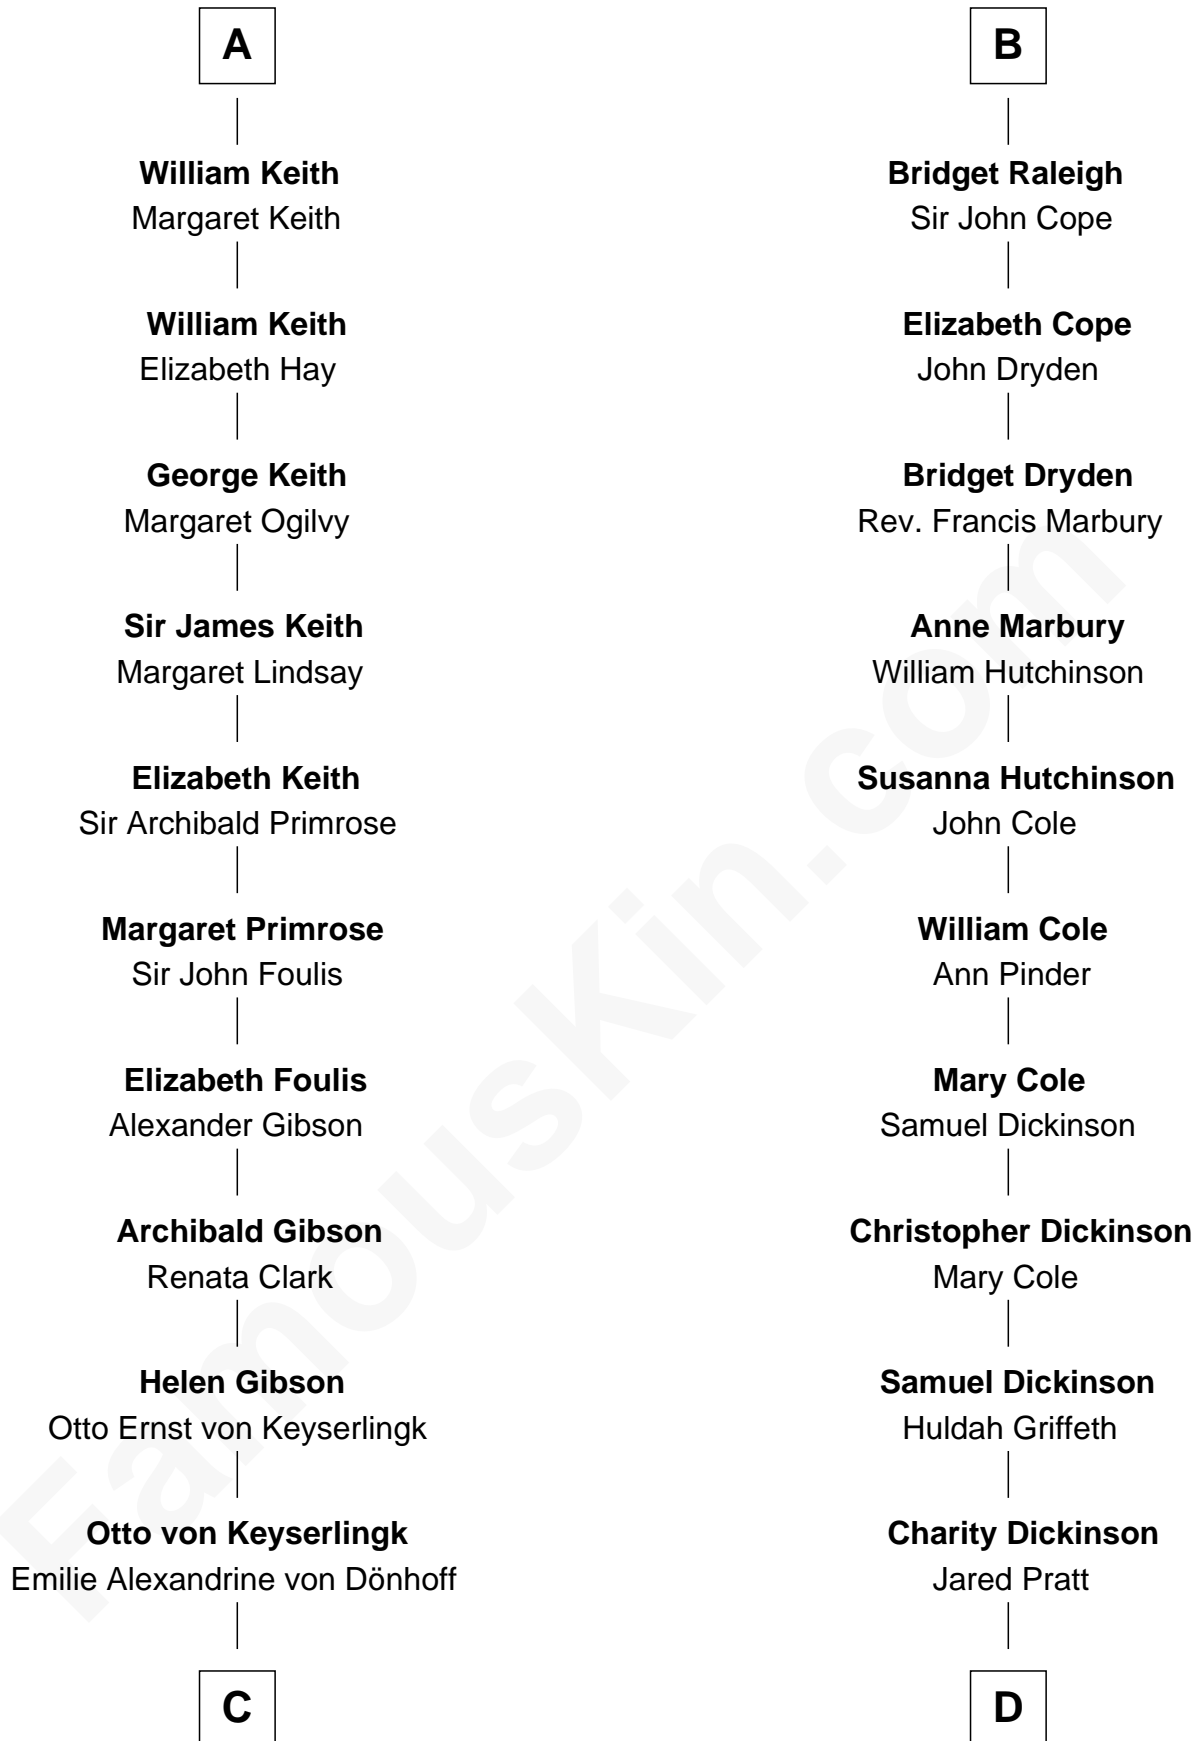 A
William Keith
Margaret Keith
William Keith
Elizabeth Hay
George Keith
Margaret Ogilvy
Sir James Keith
Margaret Lindsay
Elizabeth Keith
Sir Archibald Primrose
Margaret Primrose
Sir John Foulis
Elizabeth Foulis
Alexander Gibson
Archibald Gibson
Renata Clark
Helen Gibson
Otto Ernst von Keyserlingk
Otto von Keyserlingk
Emilie Alexandrine von Dönhoff
C
B
Bridget Raleigh
Sir John Cope
Elizabeth Cope
John Dryden
Bridget Dryden
Rev. Francis Marbury
Anne Marbury
William Hutchinson
Susanna Hutchinson
John Cole
William Cole
Ann Pinder
Mary Cole
Samuel Dickinson
Christopher Dickinson
Mary Cole
Samuel Dickinson
Huldah Griffeth
Charity Dickinson
Jared Pratt
D
FamousKin.com